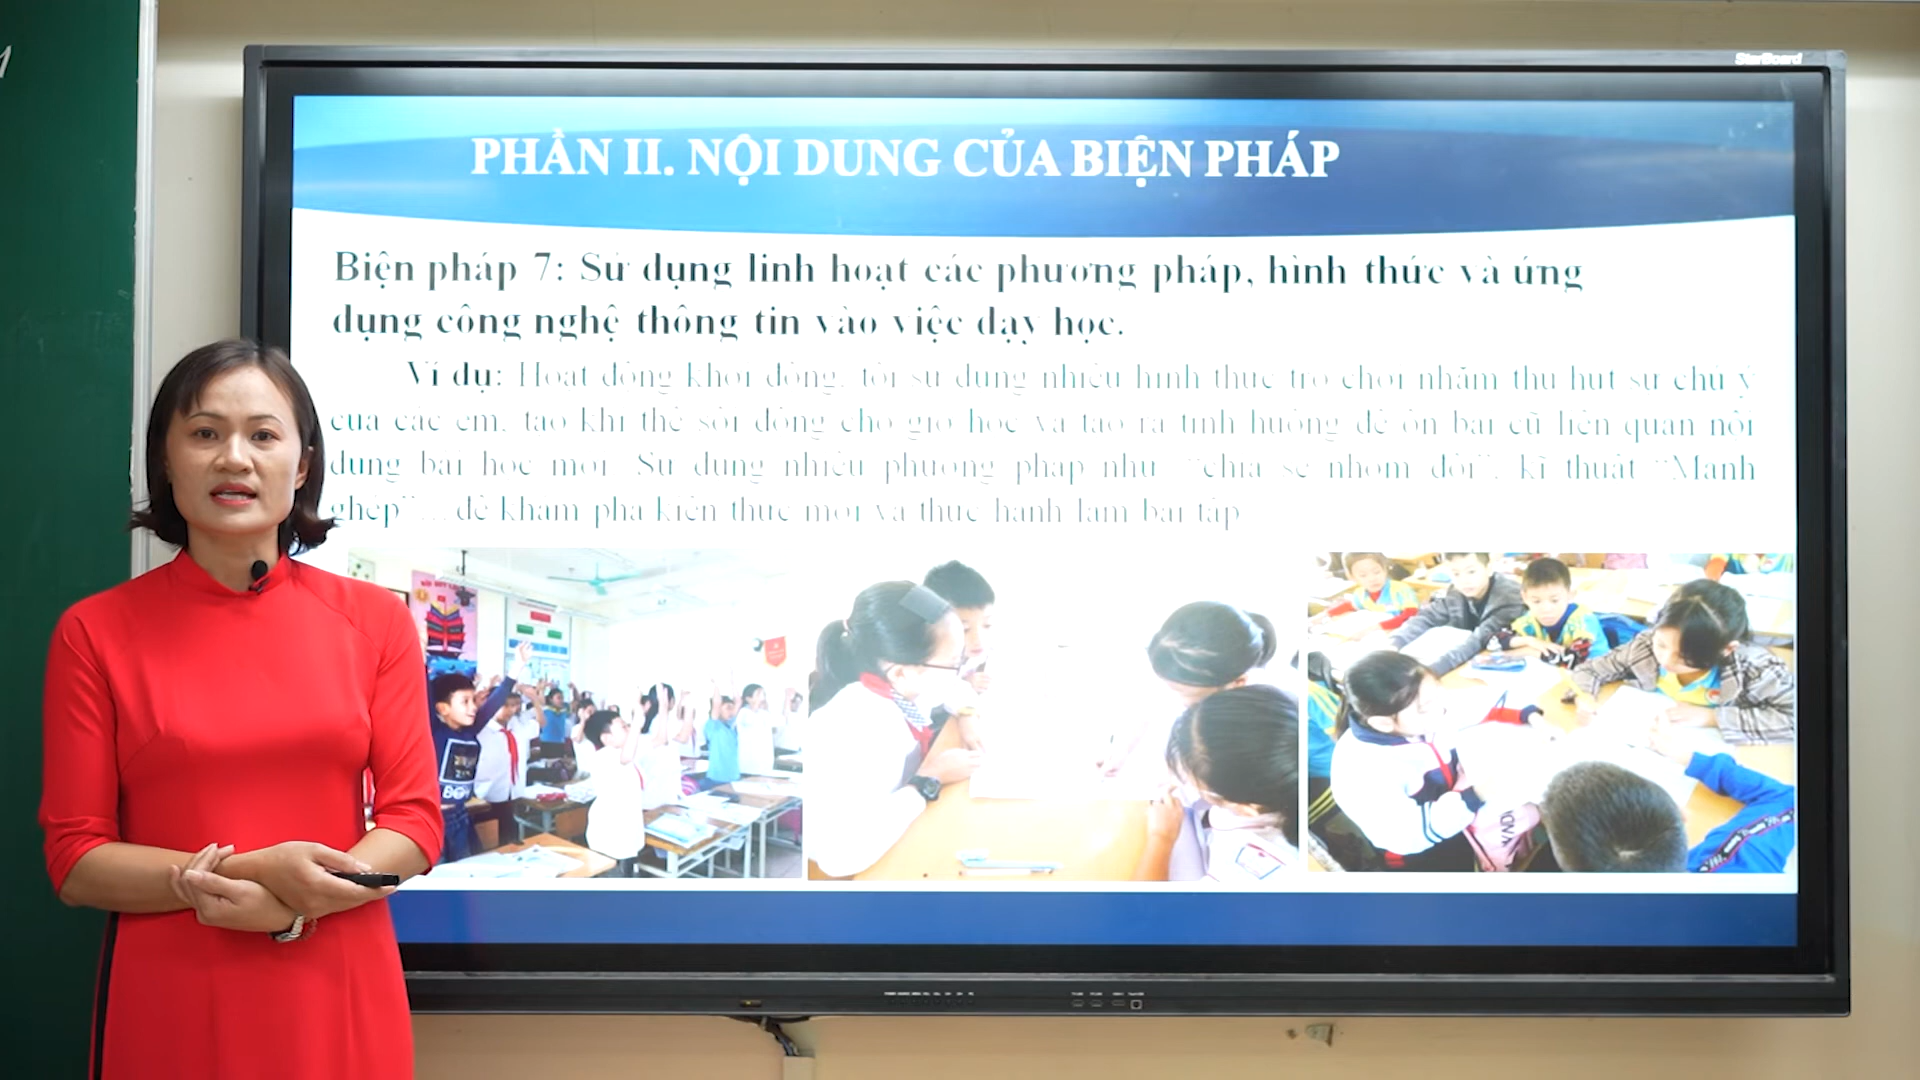 StarBoard
PHẦN II. NỘI DUNG CỦA BIỆN PHÁP
Biện pháp 7: Sử dụng linh hoạt các phương pháp, hình thức và ứng
dụng công nghệ thông tin vào việc dạy học.
Ví dụ: Hoạt động khởi động, tôi sử dụng nhiều hình thức trò chơi nhằm thu hút sự chú ý
của các em, tạo khí thế sôi động cho giờ học và tạo ra tình huống để ôn bài cũ liên quan nội
dung bài học mới. Sử dụng nhiều phương pháp như: “chia sẻ nhóm đôi”, kĩ thuật “Mảnh
ghép”... để khám phá kiến thức mới và thực hành làm bài tập.